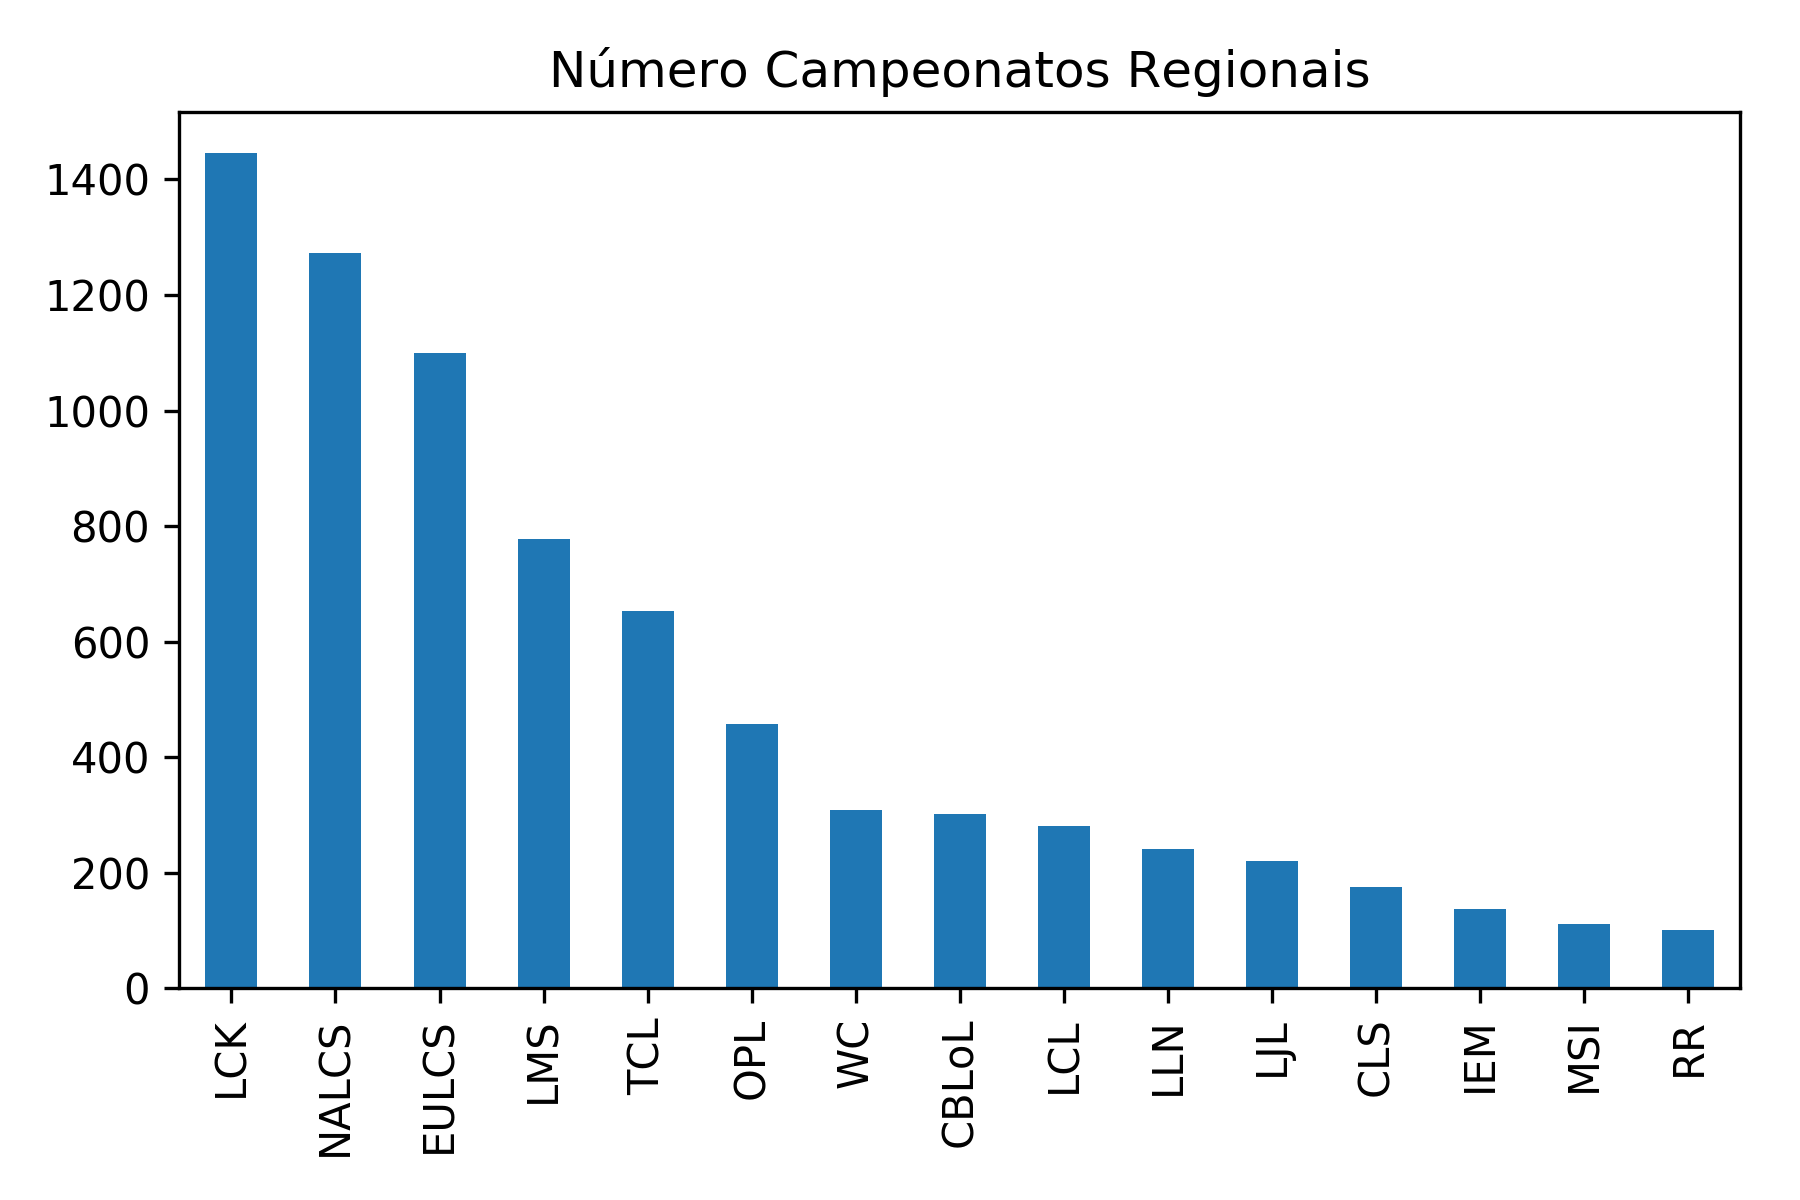 Número Campeonatos Regionais
1400
1200
1000
800
600
400
200
0
LCK
NALCS
EULCS
LMS
TCL
OPL
WC
CBLoL
LCL
LLN
LJL
CLS
IEM
MSI
RR